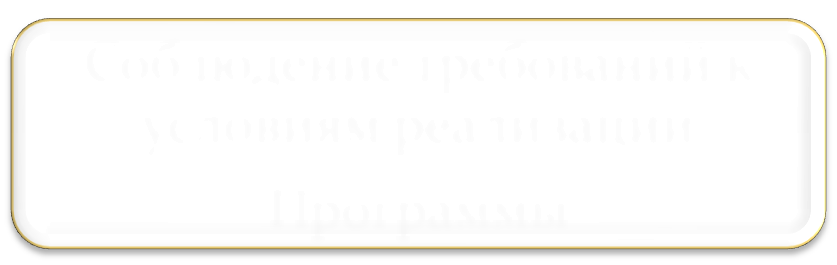 Соблюдение требований к
условиям реализации
Программы